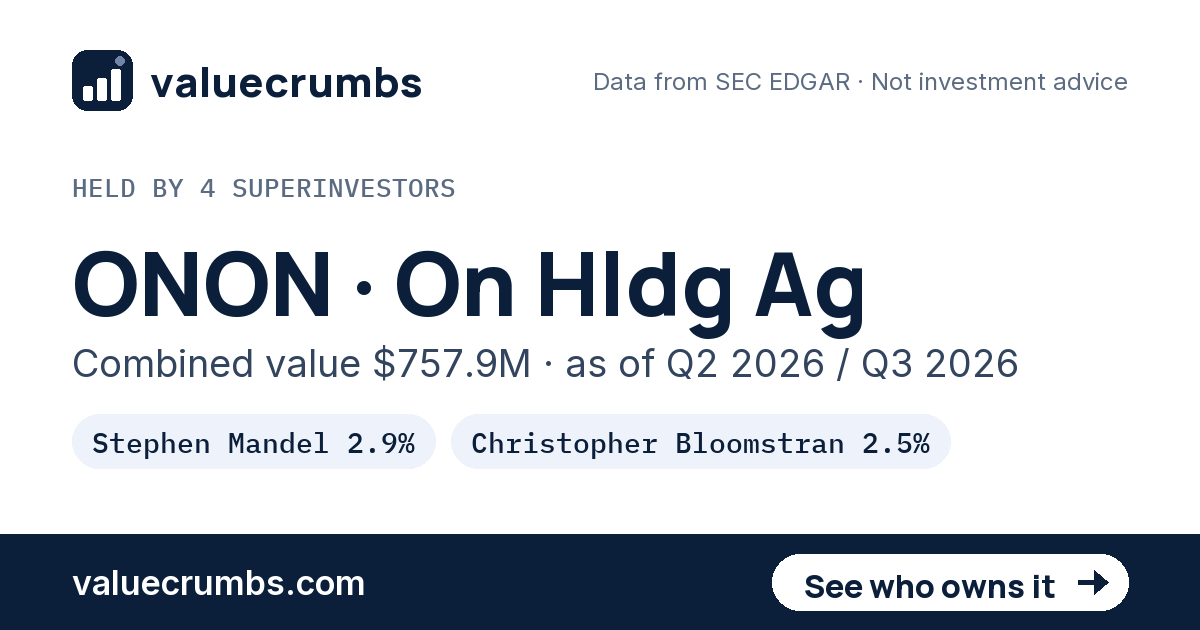 valuecrumbs
Data from SEC EDGAR · Not investment advice
HELD BY 4 SUPERINVESTORS
ONON · On Hldg Ag
Combined value $757.9M · as of Q2 2026 / Q3 2026
Stephen Mandel 2.9%
Christopher Bloomstran 2.5%
valuecrumbs.com
See who owns it →